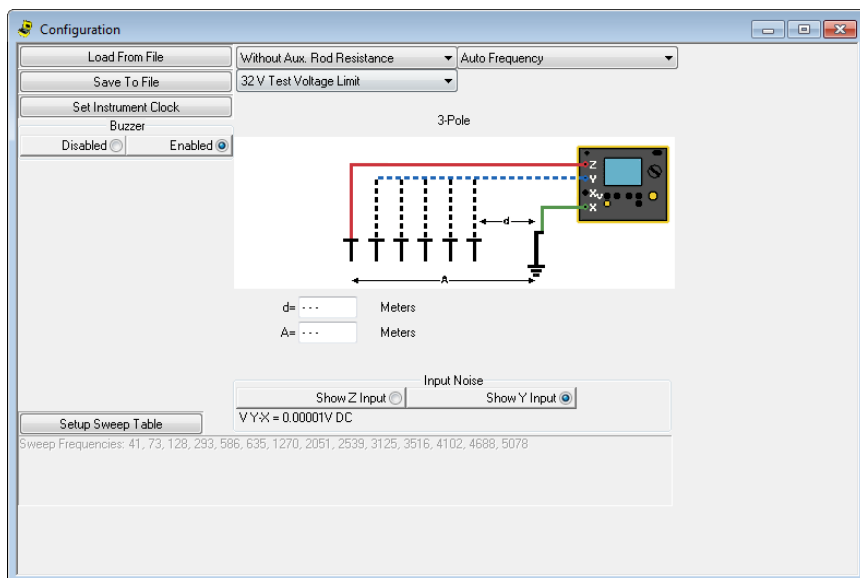 Configuration
Load From File
Without Aux. Rod Resistance
Auto Frequency
Save To File
32 V Test Voltage Limit
Set Instrument Clock
Buzzer
Disabled
Enabled
3-Pole
Z
Y
Xv
X
d
A
d= - - - Meters
A= - - - Meters
Input Noise
Show Z Input
Show Y Input
V Y-X = 0.00001V DC
Setup Sweep Table
Sweep Frequencies: 41, 73, 128, 293, 586, 635, 1270, 2051, 2539, 3125, 3516, 4102, 4688, 5078